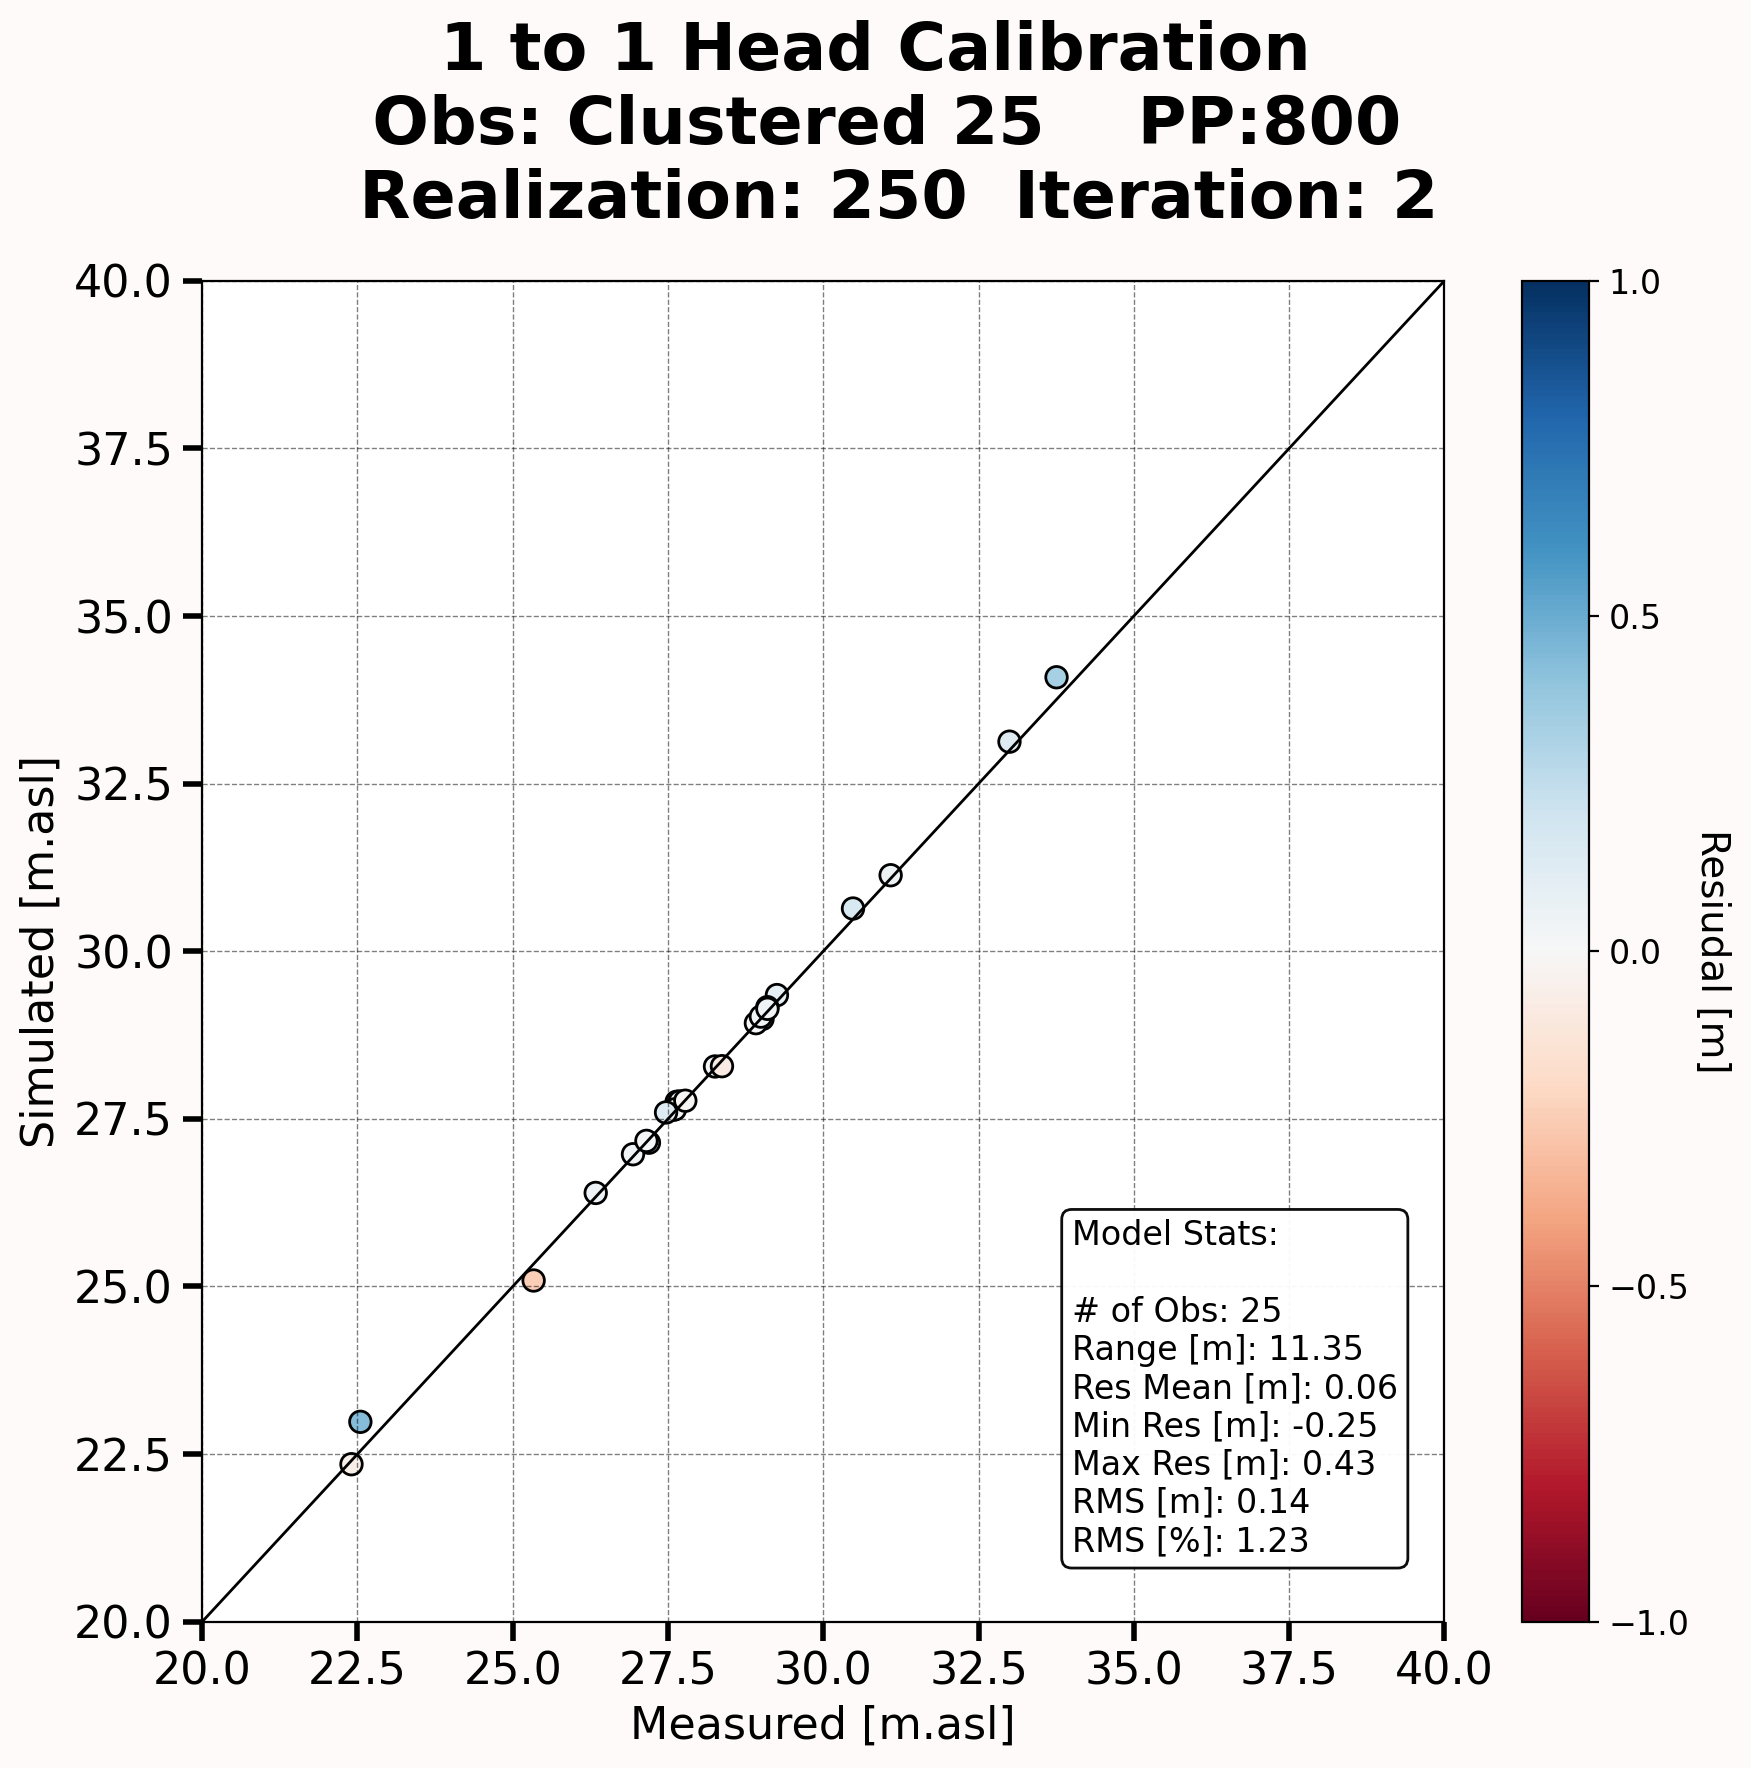 1 to 1 Head Calibration
Obs: Clustered 25    PP:800
Realization: 250  Iteration: 2
40.0
37.5
35.0
32.5
30.0
27.5
25.0
22.5
20.0
Simulated [m.asl]
20.0 22.5 25.0 27.5 30.0 32.5 35.0 37.5 40.0
Measured [m.asl]
Model Stats:
# of Obs: 25
Range [m]: 11.35
Res Mean [m]: 0.06
Min Res [m]: -0.25
Max Res [m]: 0.43
RMS [m]: 0.14
RMS [%]: 1.23
1.0
0.5
0.0
−0.5
−1.0
Resiudal [m]